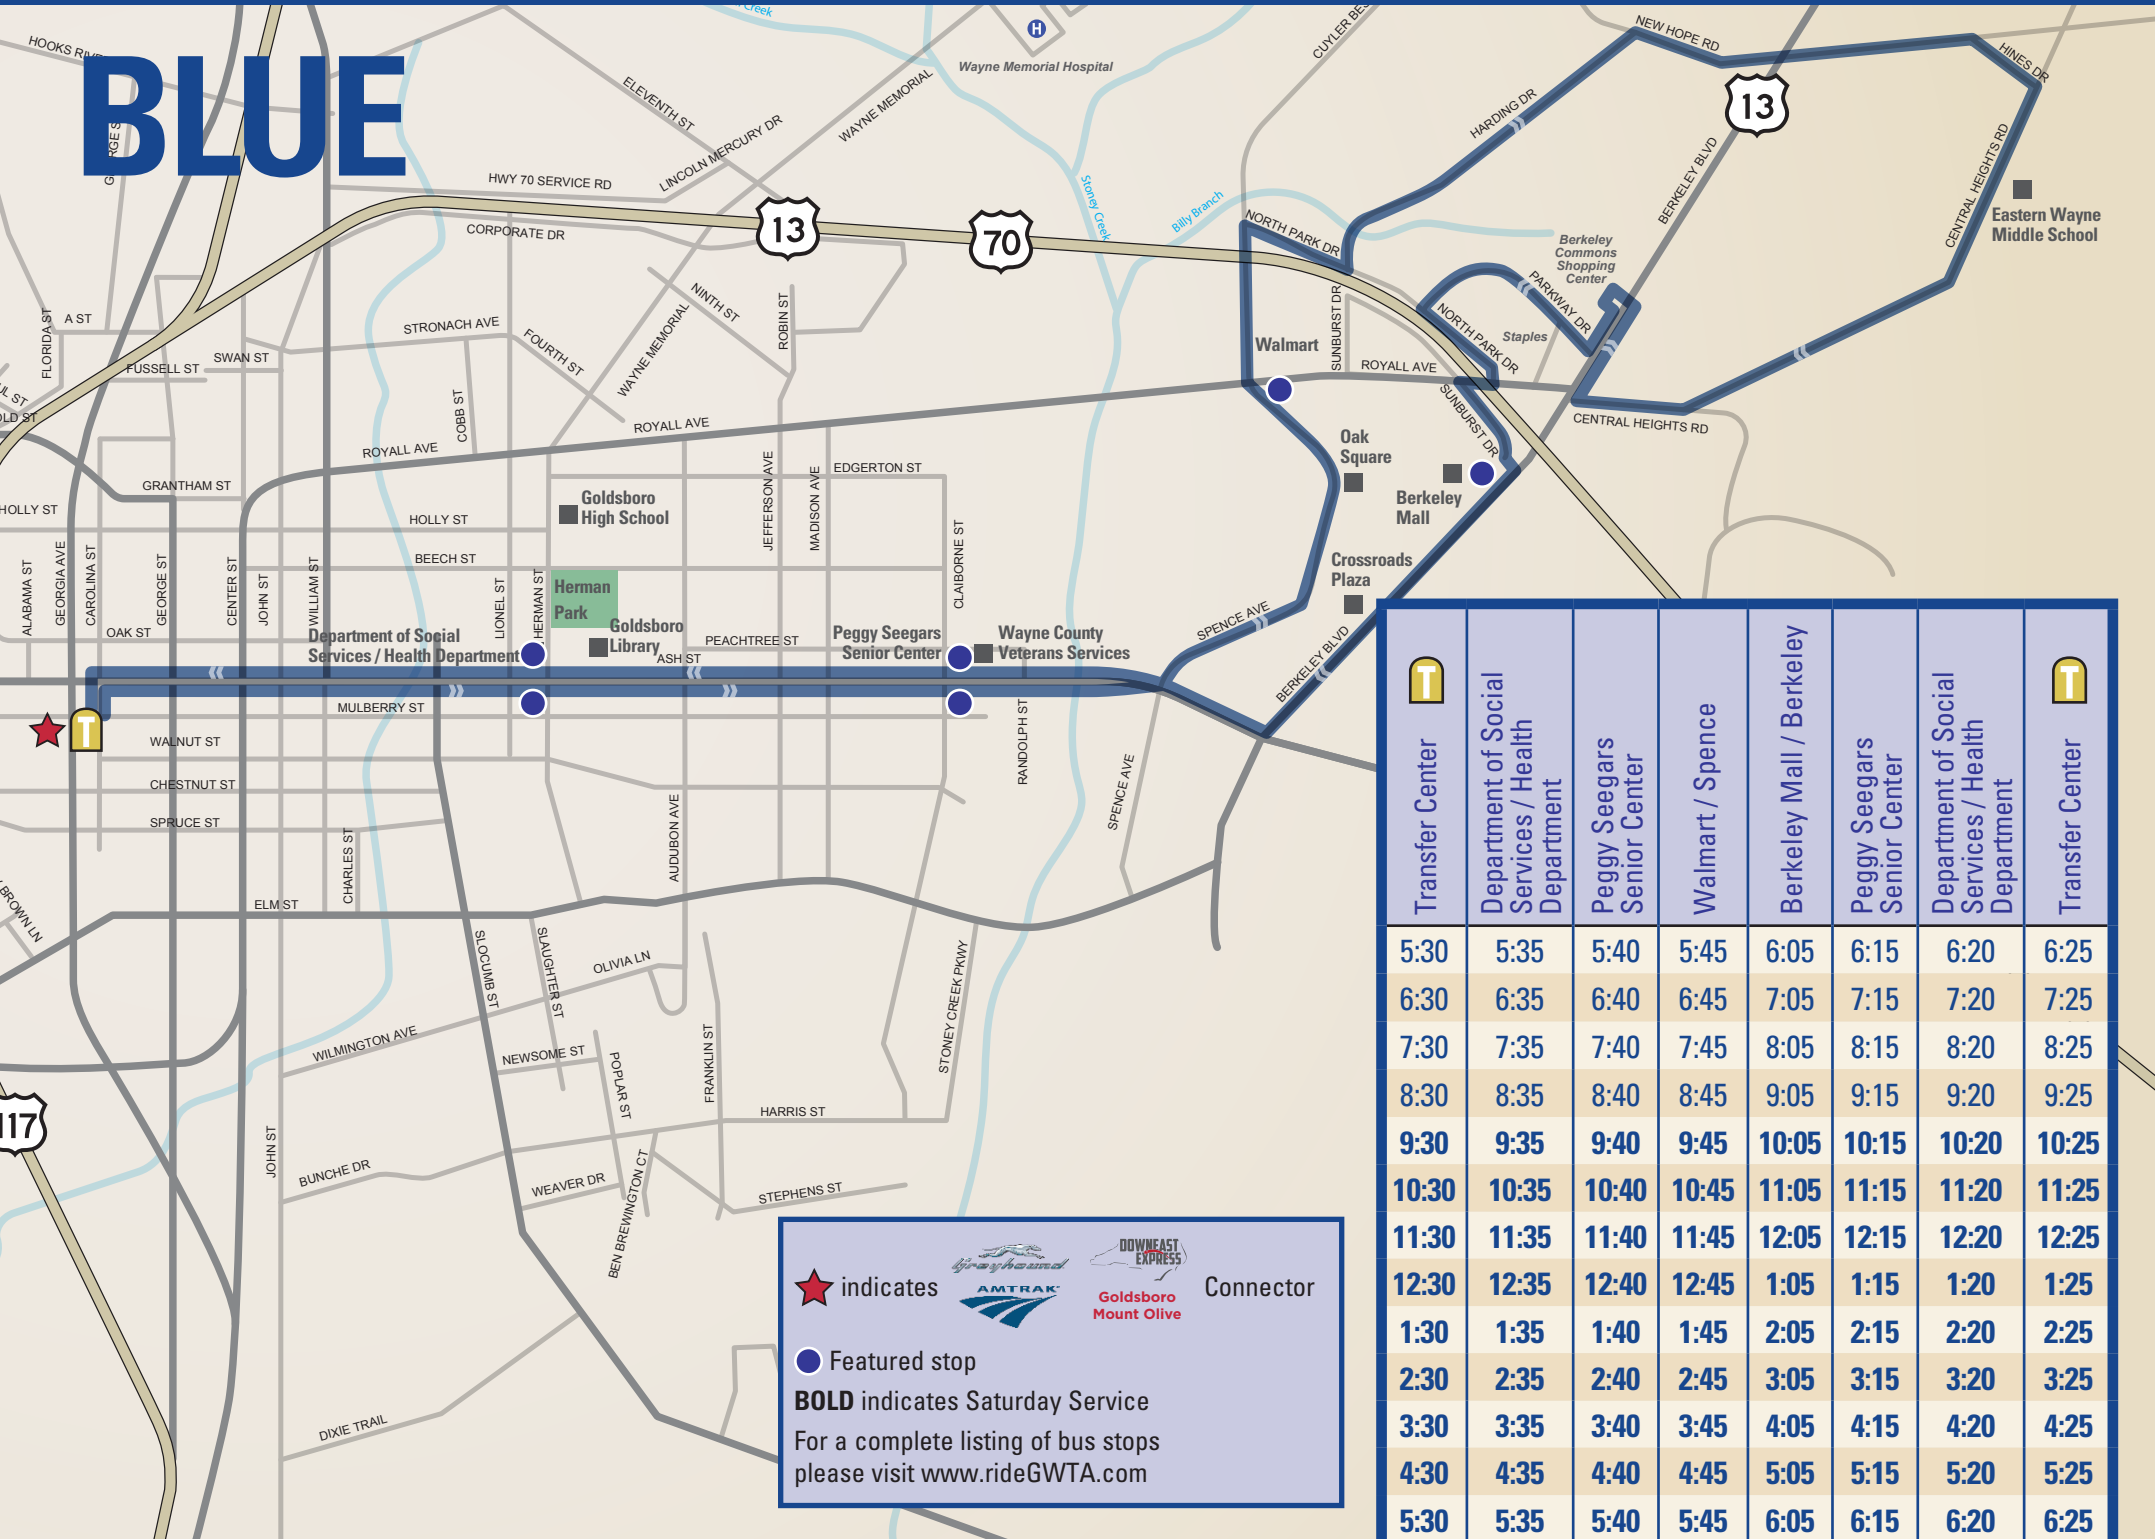 BLUE
HOOKS RIV
Creek
Wayne Memorial Hospital
H
CUYLER BES
NEW HOPE RD
HINES DR
13
HARDING DR
BERKELEY BLVD
CENTRAL HEIGHTS RD
Eastern Wayne
Middle School
ELEVENTH ST
LINCOLN MERCURY DR
WAYNE MEMORIAL
HWY 70 SERVICE RD
CORPORATE DR
13
70
Stoney Creek
Billy Branch
NORTH PARK DR
Berkeley
Commons
Shopping
Center
PARKWAY DR
NORTH PARK DR
Staples
SUNBURST DR
Walmart
ROYALL AVE
SUNBURST DR
CENTRAL HEIGHTS RD
NINTH ST
ROBIN ST
WAYNE MEMORIAL
FOURTH ST
STRONACH AVE
COBB ST
A ST
FLORIDA ST
SWAN ST
FUSSELL ST
UL ST
OLD ST
ROYALL AVE
ROYALL AVE
GRANTHAM ST
HOLLY ST
HOLLY ST
BEECH ST
EDGERTON ST
JEFFERSON AVE
MADISON AVE
CLAIBORNE ST
Goldsboro
High School
Herman
Park
Goldsboro
Library
Oak
Square
Berkeley
Mall
Crossroads
Plaza
ALABAMA ST
GEORGIA AVE
CAROLINA ST
GEORGE ST
CENTER ST
JOHN ST
WILLIAM ST
LIONEL ST
HERMAN ST
OAK ST
Department of Social
Services / Health Department
PEACHTREE ST
ASH ST
Peggy Seegars
Senior Center
Wayne County
Veterans Services
SPENCE AVE
BERKELEY BLVD
T
MULBERRY ST
WALNUT ST
CHESTNUT ST
SPRUCE ST
CHARLES ST
ELM ST
AUDUBON AVE
RANDOLPH ST
SPENCE AVE
BROWN LN
SLOCUMB ST
SLAUGHTER ST
OLIVIA LN
WILMINGTON AVE
NEWSOME ST
POPLAR ST
FRANKLIN ST
STONEY CREEK PKWY
HARRIS ST
117
JOHN ST
BUNCHE DR
WEAVER DR
BEN BREWINGTON CT
STEPHENS ST
DIXIE TRAIL
indicates
greyhound
AMTRAK
DOWNEAST
EXPRESS
Goldsboro
Mount Olive
Connector
Featured stop
BOLD indicates Saturday Service
For a complete listing of bus stops
please visit www.rideGWTA.com
T Transfer Center
Department of Social
Services / Health
Department
Peggy Seegars
Senior Center
Walmart / Spence
Berkeley Mall / Berkeley
Peggy Seegars
Senior Center
Department of Social
Services / Health
Department
T Transfer Center
5:30 5:35 5:40 5:45 6:05 6:15 6:20 6:25
6:30 6:35 6:40 6:45 7:05 7:15 7:20 7:25
7:30 7:35 7:40 7:45 8:05 8:15 8:20 8:25
8:30 8:35 8:40 8:45 9:05 9:15 9:20 9:25
9:30 9:35 9:40 9:45 10:05 10:15 10:20 10:25
10:30 10:35 10:40 10:45 11:05 11:15 11:20 11:25
11:30 11:35 11:40 11:45 12:05 12:15 12:20 12:25
12:30 12:35 12:40 12:45 1:05 1:15 1:20 1:25
1:30 1:35 1:40 1:45 2:05 2:15 2:20 2:25
2:30 2:35 2:40 2:45 3:05 3:15 3:20 3:25
3:30 3:35 3:40 3:45 4:05 4:15 4:20 4:25
4:30 4:35 4:40 4:45 5:05 5:15 5:20 5:25
5:30 5:35 5:40 5:45 6:05 6:15 6:20 6:25